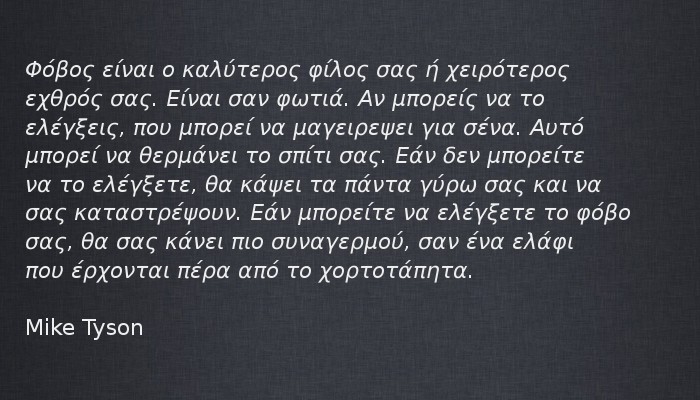 Φόβος είναι ο καλύτερος φίλος σας ή χειρότερος
εχθρός σας. Είναι σαν φωτιά. Αν μπορείς να το
ελέγξεις, που μπορεί να μαγειρεψει για σένα. Αυτό
μπορεί να θερμάνει το σπίτι σας. Εάν δεν μπορείτε
να το ελέγξετε, θα κάψει τα πάντα γύρω σας και να
σας καταστρέψουν. Εάν μπορείτε να ελέγξετε το φόβο
σας, θα σας κάνει πιο συναγερμού, σαν ένα ελάφι
που έρχονται πέρα από το χορτοτάπητα.
Mike Tyson